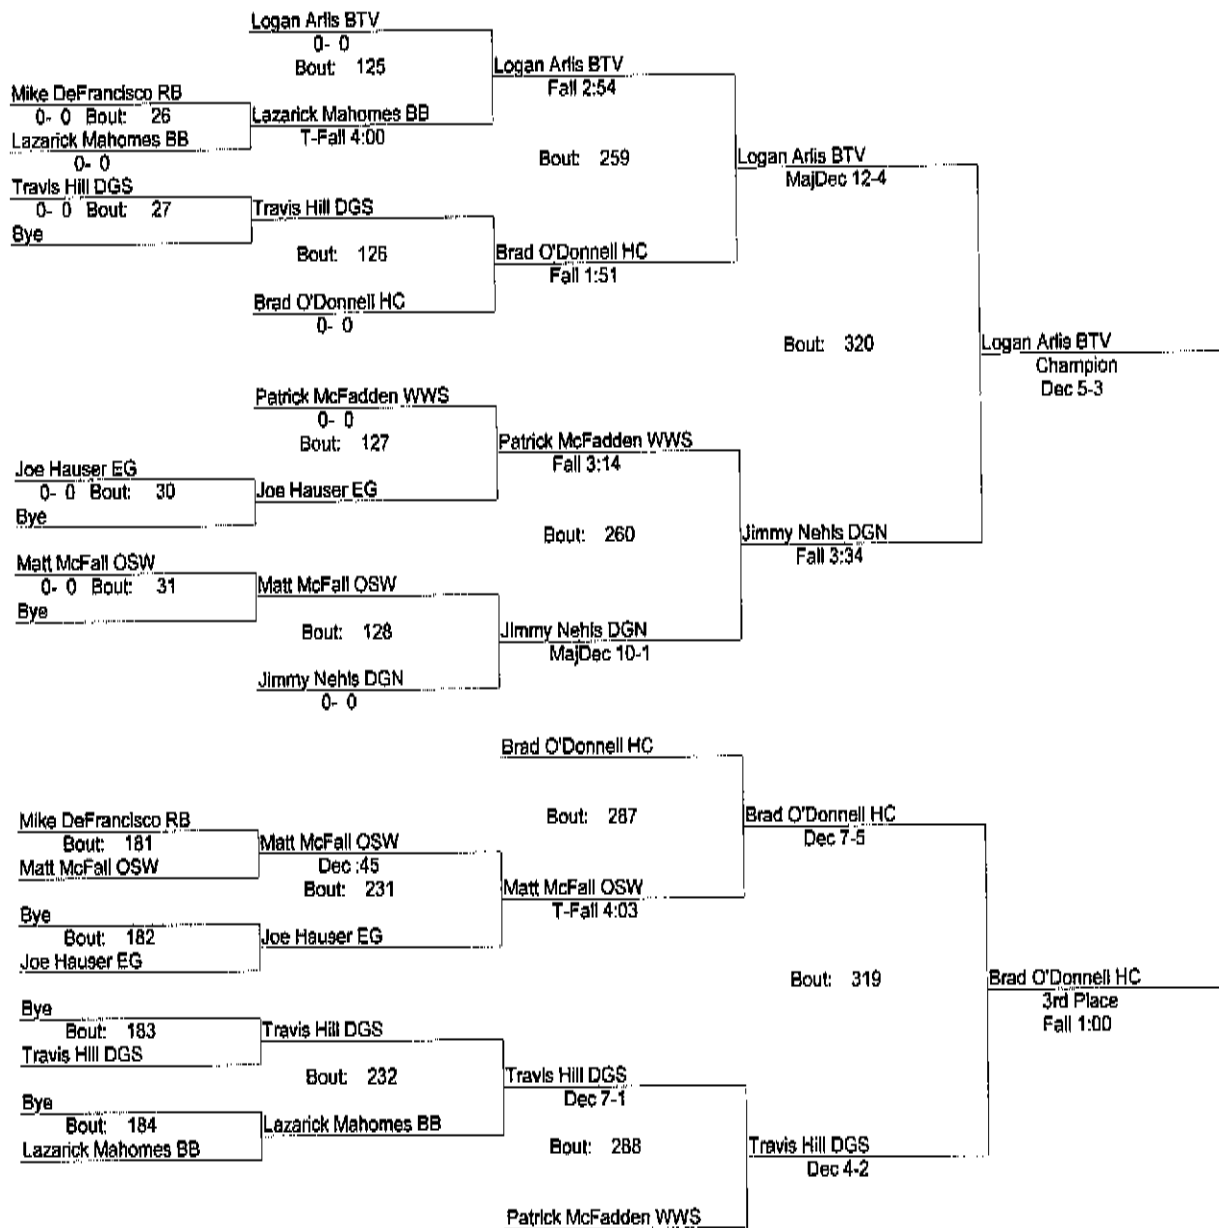 Logan Arlis BTV
0- 0
Bout: 125
Logan Arlis BTV
Fall 2:54
Mike DeFrancisco RB
0- 0 Bout: 26
Lazarick Mahomes BB
0- 0
Lazarick Mahomes BB
T-Fall 4:00
Bout: 259
Logan Arlis BTV
MajDec 12-4
Travis Hill DGS
0- 0 Bout: 27
Bye
Travis Hill DGS
Bout: 126
Brad O'Donnell HC
Fall 1:51
Brad O'Donnell HC
0- 0
Bout: 320
Logan Arlis BTV
Champion
Dec 5-3
Patrick McFadden WWS
0- 0
Bout: 127
Patrick McFadden WWS
Fall 3:14
Joe Hauser EG
0- 0 Bout: 30
Bye
Joe Hauser EG
Bout: 260
Jimmy Nehls DGN
Fall 3:34
Matt McFall OSW
0- 0 Bout: 31
Bye
Matt McFall OSW
Bout: 128
Jimmy Nehls DGN
MajDec 10-1
Jimmy Nehls DGN
0- 0
Brad O'Donnell HC
Bout: 287
Brad O'Donnell HC
Dec 7-5
Mike DeFrancisco RB
Bout: 181
Matt McFall OSW
Matt McFall OSW
Dec :45
Bout: 231
Matt McFall OSW
T-Fall 4:03
Bye
Bout: 182
Joe Hauser EG
Joe Hauser EG
Bout: 319
Brad O'Donnell HC
3rd Place
Fall 1:00
Bye
Bout: 183
Travis Hill DGS
Travis Hill DGS
Bout: 232
Travis Hill DGS
Dec 7-1
Bye
Bout: 184
Lazarick Mahomes BB
Lazarick Mahomes BB
Bout: 288
Travis Hill DGS
Dec 4-2
Patrick McFadden WWS